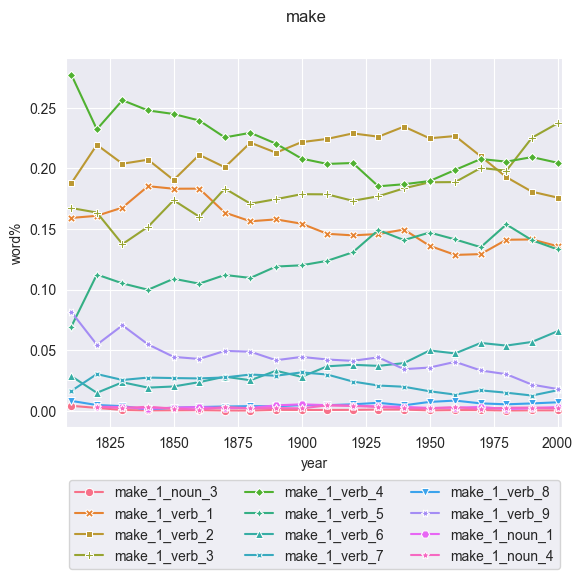 make
0.25
0.20
0.15
0.10
0.05
0.00
word%
1825 1850 1875 1900 1925 1950 1975 2000
year
make_1_noun_3 make_1_verb_4 make_1_verb_8
make_1_verb_1 make_1_verb_5 make_1_verb_9
make_1_verb_2 make_1_verb_6 make_1_noun_1
make_1_verb_3 make_1_verb_7 make_1_noun_4